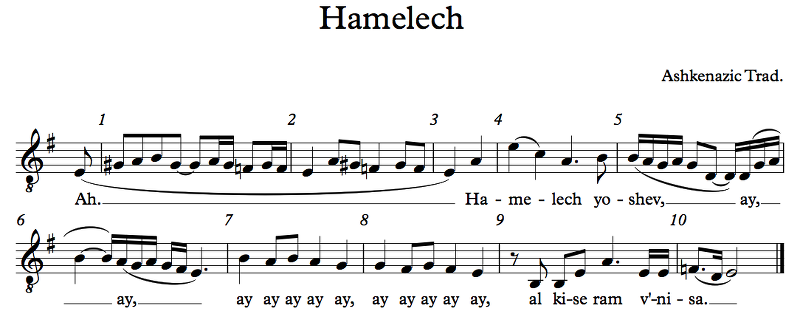 Hamelech
Ashkenazic Trad.
1 2 3 4 5
8
Ah. Ha - me - lech yo - shev, ay,
6 7 8 9 10
8
ay, ay ay ay ay ay, ay ay ay ay ay, al ki - se ram v'- ni - sa.